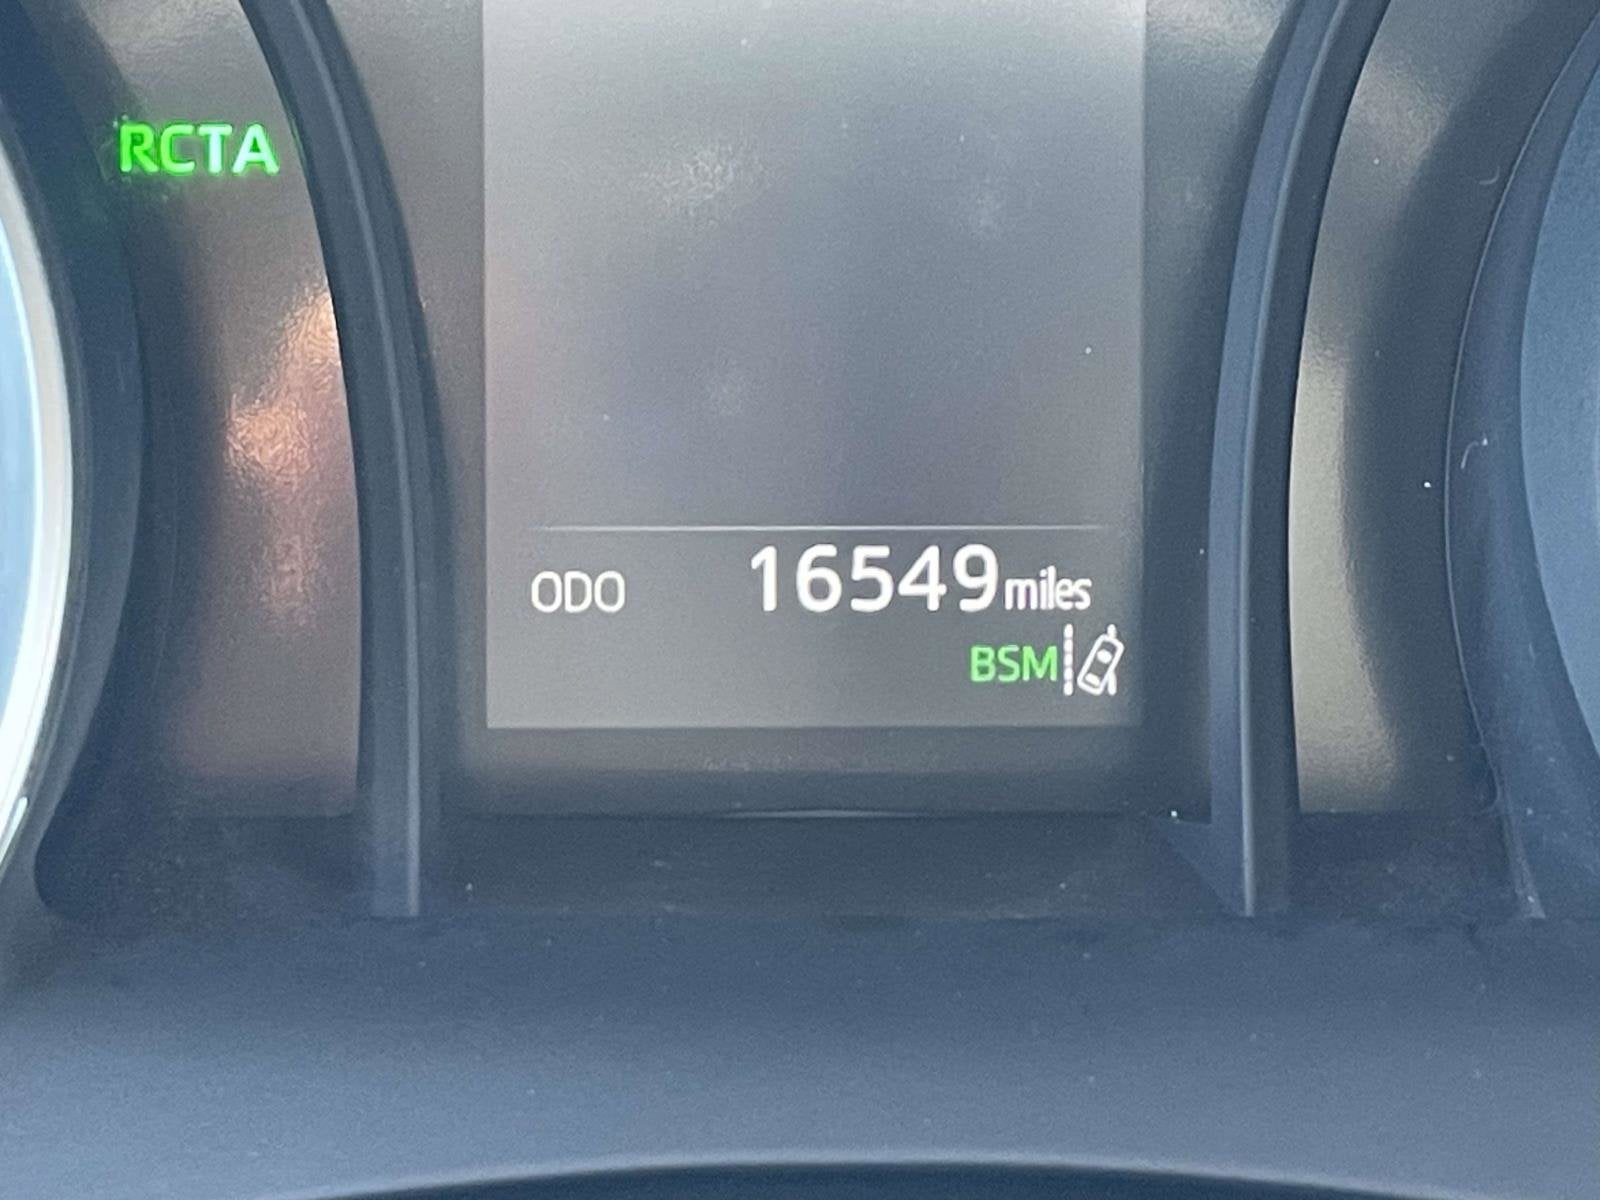 RCTA
ODO 16549 miles
BSM